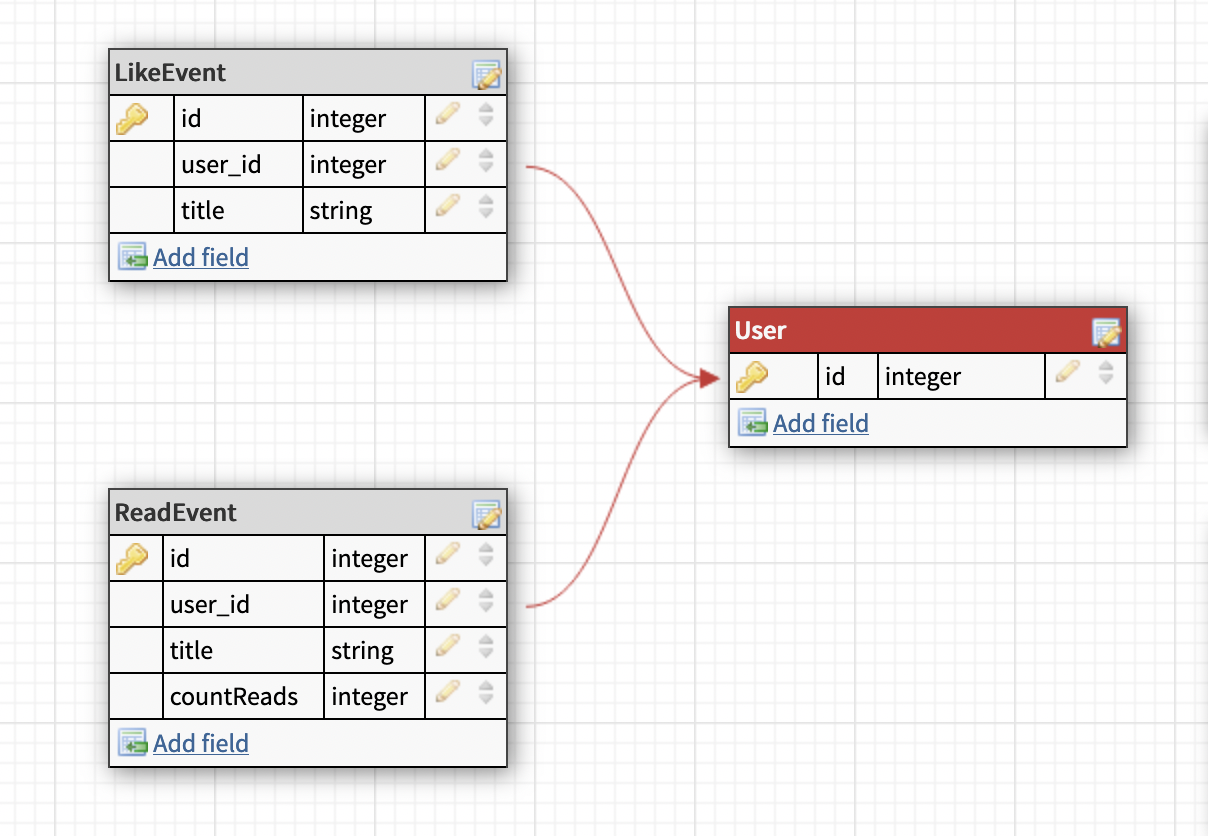 LikeEvent
id integer
user_id integer
title string
Add field
User
id integer
Add field
ReadEvent
id integer
user_id integer
title string
countReads integer
Add field